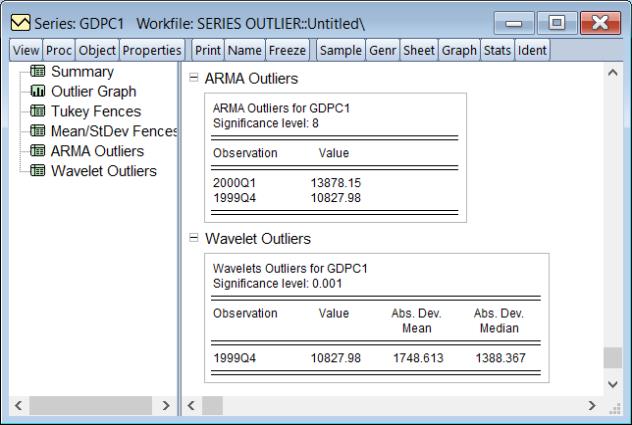 Series: GDPC1 Workfile: SERIES OUTLIER::Untitled\
View Proc Object Properties Print Name Freeze Sample Genr Sheet Graph Stats Ident
Summary
Outlier Graph
Tukey Fences
Mean/StDev Fences
ARMA Outliers
Wavelet Outliers
ARMA Outliers
ARMA Outliers for GDPC1
Significance level: 8
Observation Value
2000Q1 13878.15
1999Q4 10827.98
Wavelet Outliers
Wavelets Outliers for GDPC1
Significance level: 0.001
Observation Value Abs. Dev. Abs. Dev.
Mean Median
1999Q4 10827.98 1748.613 1388.367